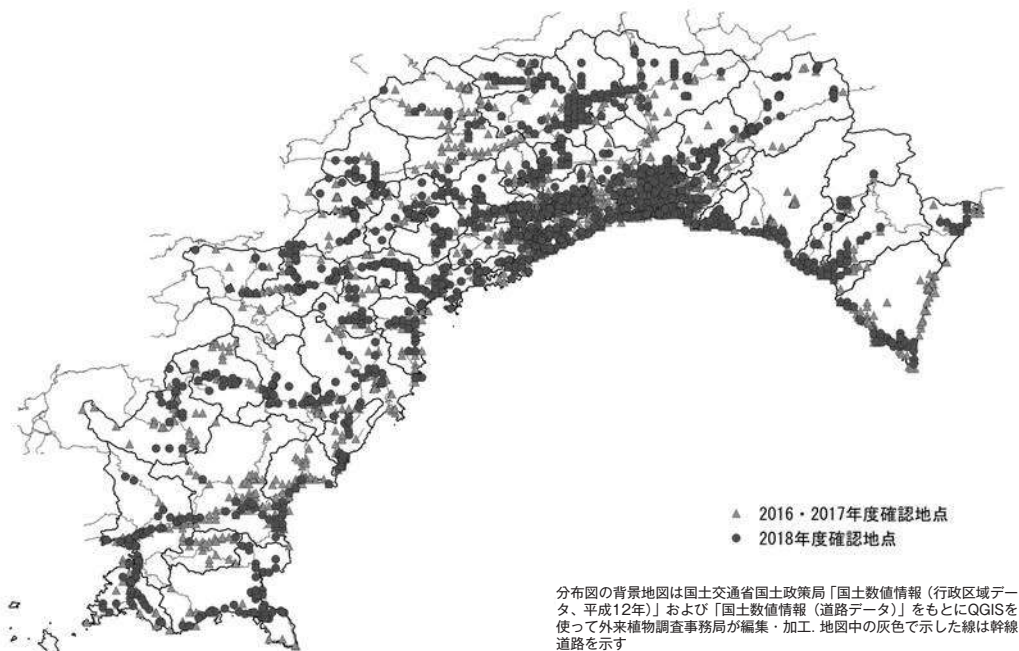 ▲ 2016・2017年度確認地点
● 2018年度確認地点
分布図の背景地図は国土交通省国土政策局「国土数値情報（行政区域デー
タ、平成12年）」および「国土数値情報（道路データ）」をもとにQGISを
使って外来植物調査事務局が編集・加工. 地図中の灰色で示した線は幹線
道路を示す